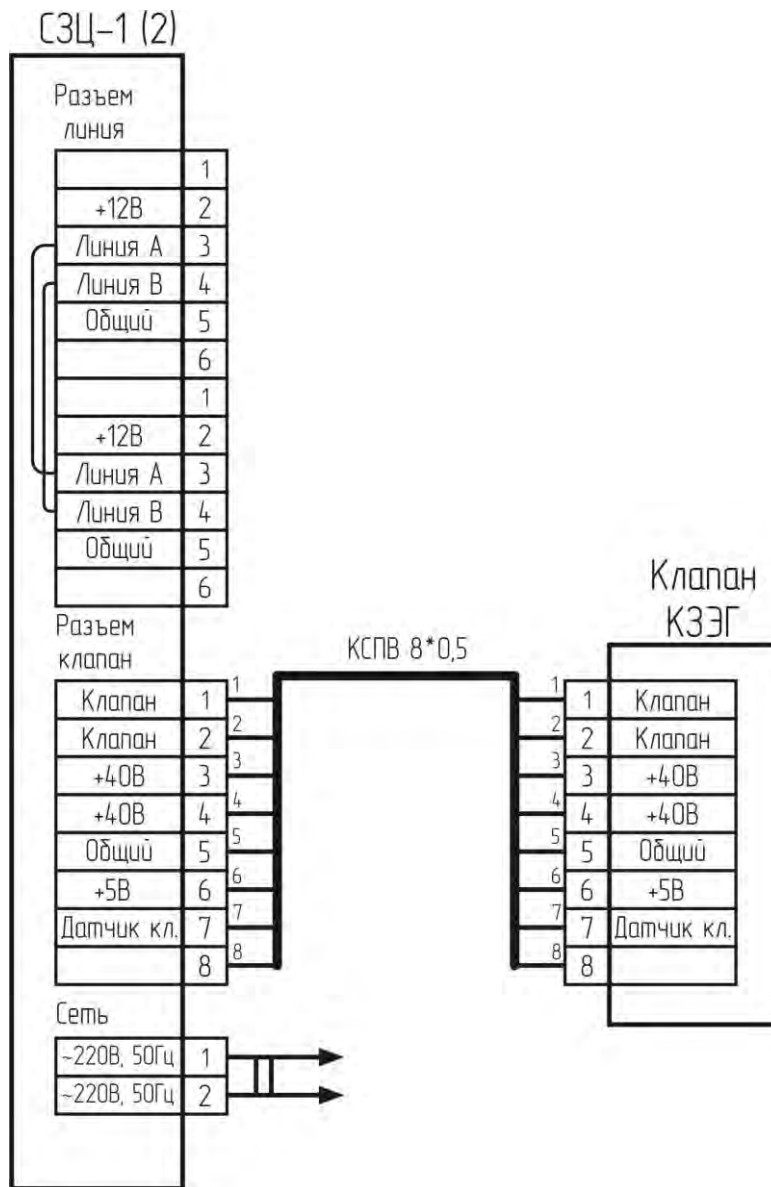 СЗЦ-1 (2)
Разъем
линия
1
+12В 2
Линия А 3
Линия В 4
Общий 5
6
1
+12В 2
Линия А 3
Линия В 4
Общий 5
6
Разъем
клапан
Клапан 1 1
Клапан 2 2
+40В 3 3
+40В 4 4
Общий 5 5
+5В 6 6
Датчик кл. 7 7
8 8
КСПВ 8*0,5
Клапан
КЗЭГ
1 1 Клапан
2 2 Клапан
3 3 +40В
4 4 +40В
5 5 Общий
6 6 +5В
7 7 Датчик кл.
8 8
Сеть
~220В, 50Гц 1
~220В, 50Гц 2